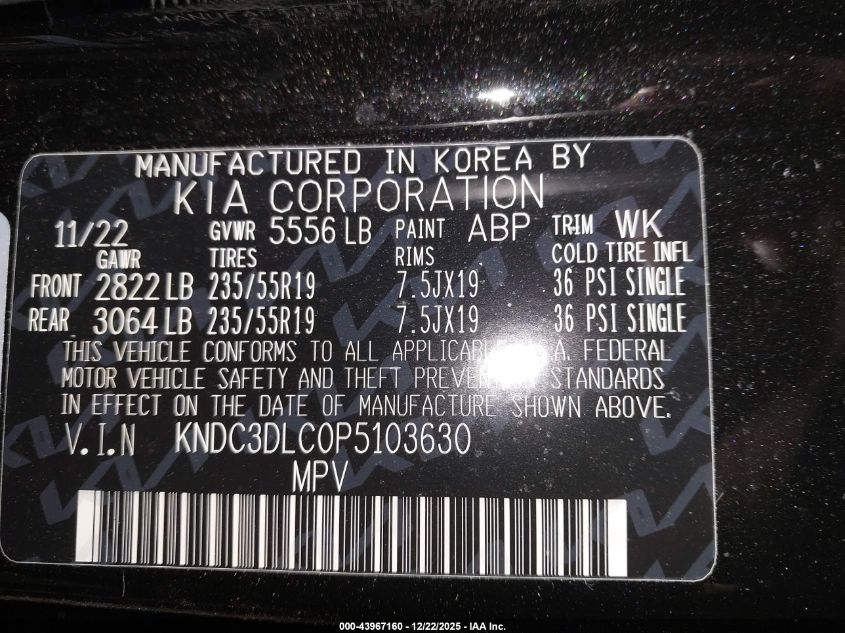 MANUFACTURED IN KOREA BY
KIA CORPORATION
11/22 GVWR 5556 LB PAINT ABP TRIM WK
GAWR TIRES RIMS COLD TIRE INFL
FRONT 2822 LB 235/55R19 7.5JX19 36 PSI SINGLE
REAR 3064 LB 235/55R19 7.5JX19 36 PSI SINGLE
THIS VEHICLE CONFORMS TO ALL .A. FEDERAL
MOTOR VEHICLE SAFETY AND THEFT STANDARDS
IN EFFECT ON THE DATE OF MANUFACTURE SHOWN ABOVE.
V.I.N KNDC3DLC0P5103630
MPV
000-43967160 - 12/22/2025 - IAA Inc.